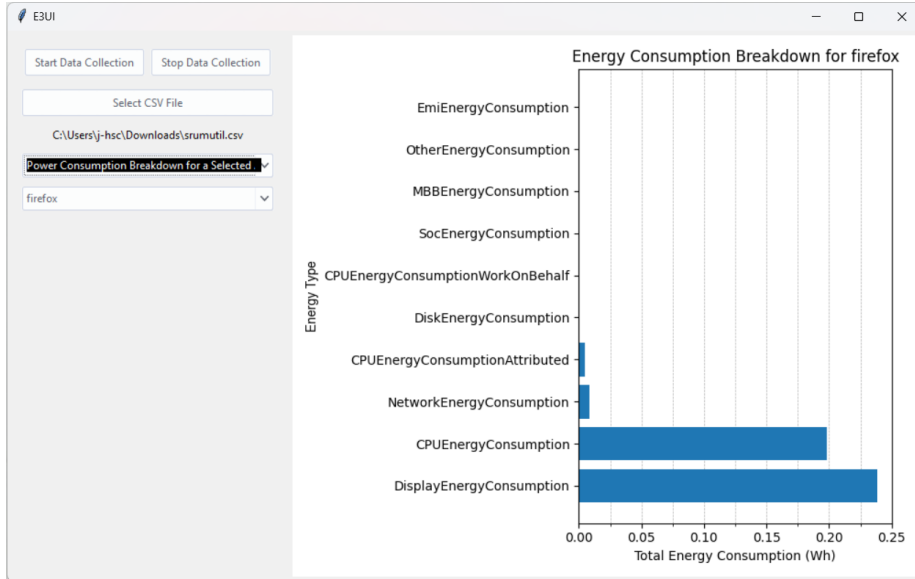 E3UI
Start Data Collection
Stop Data Collection
Select CSV File
C:\Users\j-hsc\Downloads\srumutil.csv
Power Consumption Breakdown for a Selected
firefox
Energy Consumption Breakdown for firefox
Energy Type
EmiEnergyConsumption
OtherEnergyConsumption
MBBEnergyConsumption
SocEnergyConsumption
CPUEnergyConsumptionWorkOnBehalf
DiskEnergyConsumption
CPUEnergyConsumptionAttributed
NetworkEnergyConsumption
CPUEnergyConsumption
DisplayEnergyConsumption
0.00 0.05 0.10 0.15 0.20 0.25
Total Energy Consumption (Wh)